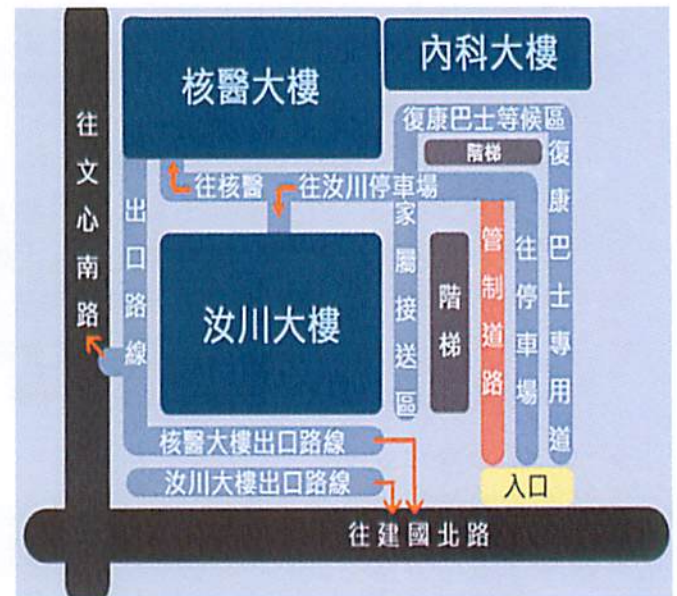 核醫大樓
內科大樓
往文心南路
復康巴士等候區
階梯
復康巴士專用道
往核醫
往汝川停車場
出口路線
家屬接送區
階梯
管制道路
往停車場
汝川大樓
核醫大樓出口路線
汝川大樓出口路線
入口
往建國北路